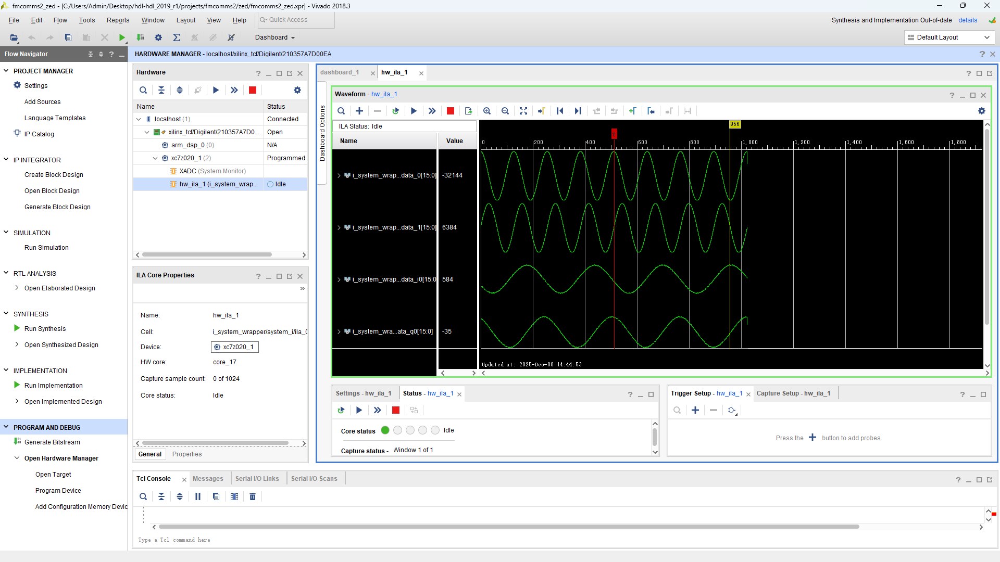 fmcomms2_zed - [C:/Users/Admin/Desktop/hdl-hdl_2019_r1/projects/fmcomms2/zed/fmcomms2_zed.xpr] - Vivado 2018.3
File Edit Flow Tools Reports Window Layout View Help Quick Access
Synthesis and Implementation Out-of-date details
Dashboard
Default Layout
Flow Navigator
PROJECT MANAGER
Settings
Add Sources
Language Templates
IP Catalog
IP INTEGRATOR
Create Block Design
Open Block Design
Generate Block Design
SIMULATION
Run Simulation
RTL ANALYSIS
Open Elaborated Design
SYNTHESIS
Run Synthesis
Open Synthesized Design
IMPLEMENTATION
Run Implementation
Open Implemented Design
PROGRAM AND DEBUG
Generate Bitstream
Open Hardware Manager
Open Target
Program Device
Add Configuration Memory Devic
HARDWARE MANAGER - localhost/xilinx_tcf/Digilent/210357A7D00EA
Hardware
Name Status
localhost (1) Connected
xilinx_tcf/Digilent/210357A7D0... Open
arm_dap_0 (0) N/A
xc7z020_1 (2) Programmed
XADC (System Monitor)
hw_ila_1 (i_system_wrap... Idle
ILA Core Properties
Name: hw_ila_1
Cell: i_system_wrapper/system_i/ila_0
Device: xc7z020_1
HW core: core_17
Capture sample count: 0 of 1024
Core status: Idle
General Properties
dashboard_1 hw_ila_1
Dashboard Options
Waveform - hw_ila_1
ILA Status: Idle
Name Value
956
T
0 200 400 600 800 1,000 1,200 1,400 1,600 1,800
i_system_wrap...data_0[15:0] -32144
i_system_wrap...data_1[15:0] 6384
i_system_wrap...data_i0[15:0 584
i_system_wra...ata_q0[15:0] -35
Updated at: 2025-Dec-08 14:44:53
Settings - hw_ila_1 Status - hw_ila_1
Core status Idle
Capture status - Window 1 of 1
Trigger Setup - hw_ila_1 Capture Setup - hw_ila_1
Press the + button to add probes.
Tcl Console Messages Serial I/O Links Serial I/O Scans
Type a Tcl command here